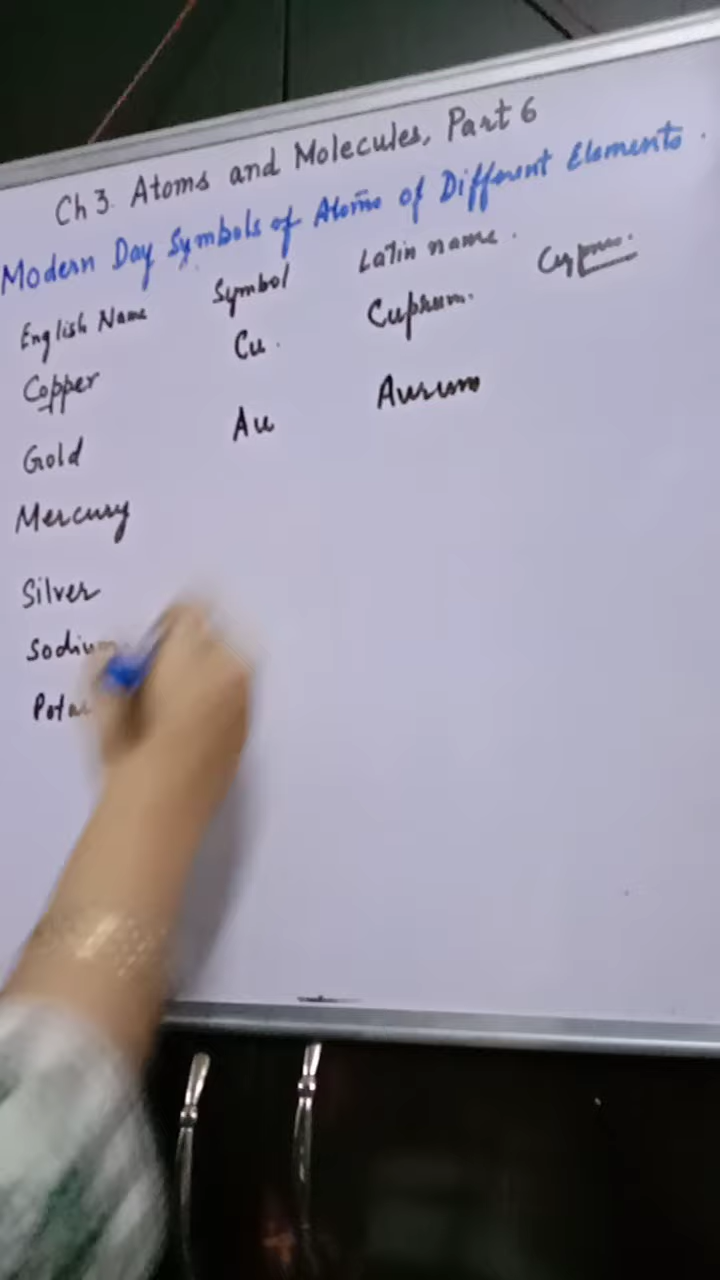 Ch 3. Atoms and Molecules, Part 6
Modern Day Symbols of Atoms of Different Elements.
English Name Symbol Latin name.
Copper Cu. Cuprum.
Gold Au Aurum
Mercury
Silver
Sodium